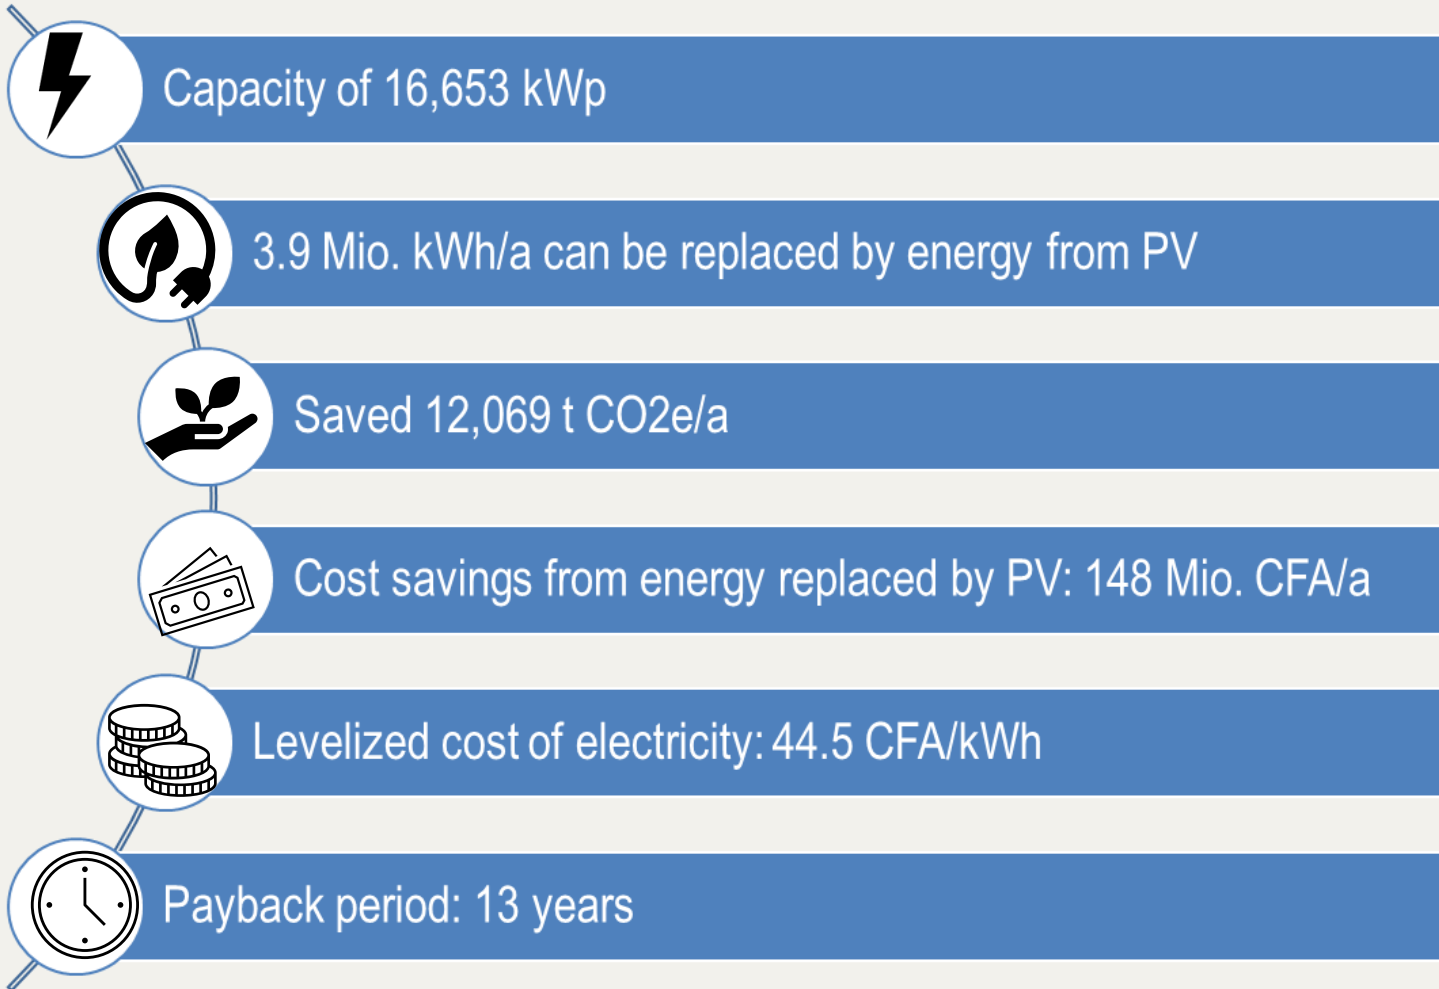 Capacity of 16,653 kWp
3.9 Mio. kWh/a can be replaced by energy from PV
Saved 12,069 t CO2e/a
Cost savings from energy replaced by PV: 148 Mio. CFA/a
Levelized cost of electricity: 44.5 CFA/kWh
Payback period: 13 years